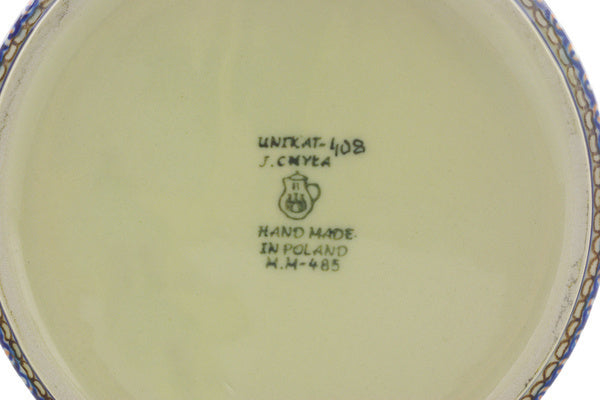 UNIKAT-408
J. CHYŁA
HAND MADE
IN POLAND
M.M-485